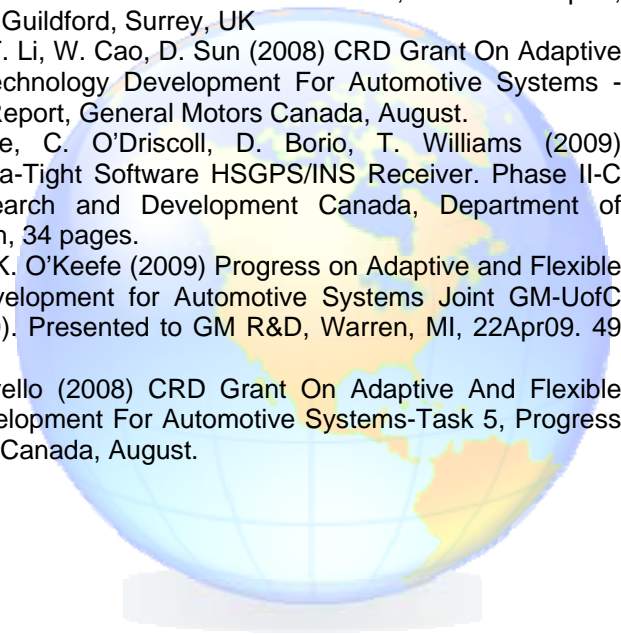 Guildford, Surrey, UK
Li, W. Cao, D. Sun (2008) CRD Grant On Adaptive
Technology Development For Automotive Systems -
Report, General Motors Canada, August.
C. O'Driscoll, D. Borio, T. Williams (2009)
a-Tight Software HSGPS/INS Receiver. Phase II-C
earch and Development Canada, Department of
n, 34 pages.
K. O'Keefe (2009) Progress on Adaptive and Flexible
velopment for Automotive Systems Joint GM-UofC
). Presented to GM R&D, Warren, MI, 22Apr09. 49
vello (2008) CRD Grant On Adaptive And Flexible
elopment For Automotive Systems-Task 5, Progress
Canada, August.